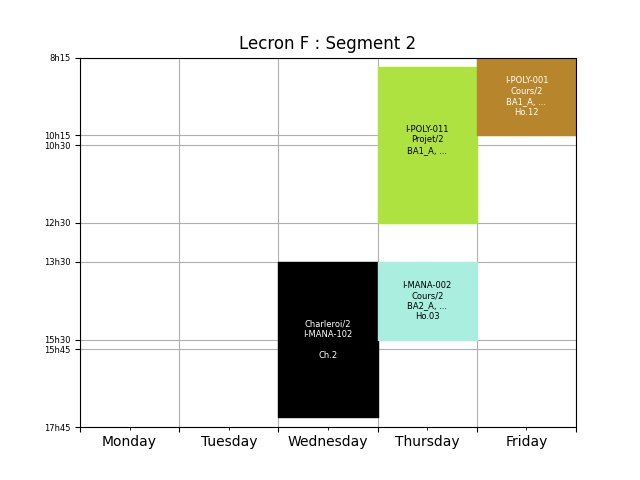 Lecron F : Segment 2
8h15
10h15
10h30
12h30
13h30
15h30
15h45
17h45
I-POLY-001
Cours/2
BA1_A, ...
Ho.12
I-POLY-011
Projet/2
BA1_A, ...
I-MANA-002
Cours/2
BA2_A, ...
Ho.03
Charleroi/2
I-MANA-102
Ch.2
Monday
Tuesday
Wednesday
Thursday
Friday